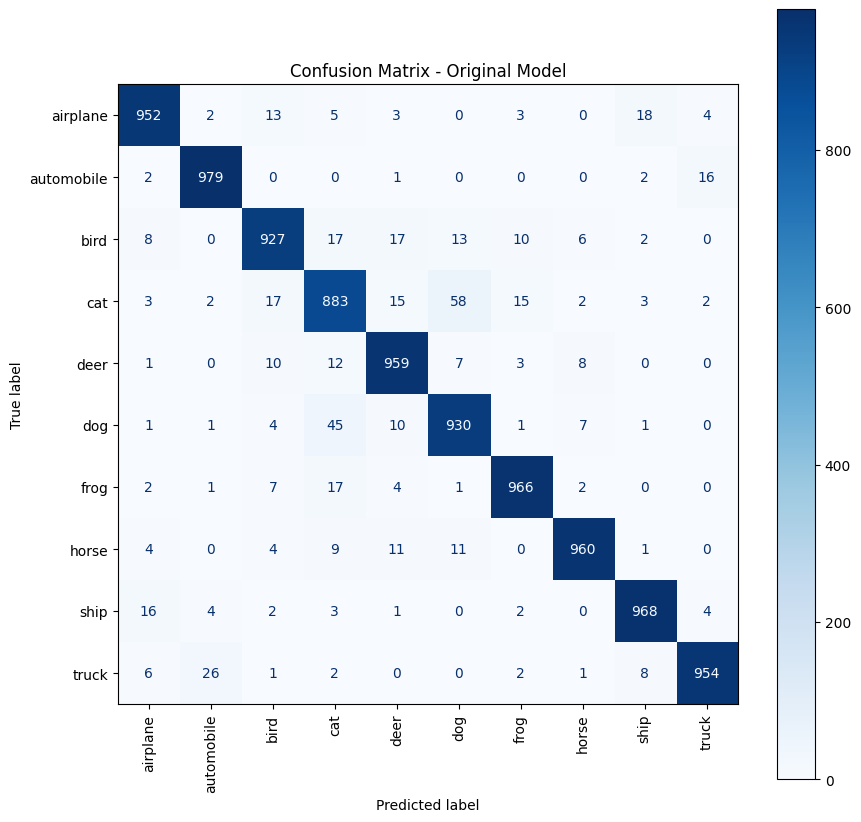 Confusion Matrix - Original Model
airplane 952 2 13 5 3 0 3 0 18 4
automobile 2 979 0 0 1 0 0 0 2 16
bird 8 0 927 17 17 13 10 6 2 0
cat 3 2 17 883 15 58 15 2 3 2
deer 1 0 10 12 959 7 3 8 0 0
dog 1 1 4 45 10 930 1 7 1 0
frog 2 1 7 17 4 1 966 2 0 0
horse 4 0 4 9 11 11 0 960 1 0
ship 16 4 2 3 1 0 2 0 968 4
truck 6 26 1 2 0 0 2 1 8 954
True label
airplane automobile bird cat deer dog frog horse ship truck
Predicted label
800
600
400
200
0